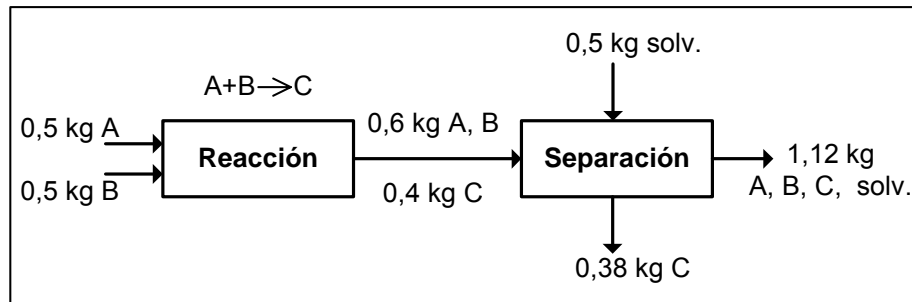 0,5 kg solv.
A+B→C
0,5 kg A
0,5 kg B
Reacción
0,6 kg A, B
0,4 kg C
Separación
1,12 kg
A, B, C, solv.
0,38 kg C